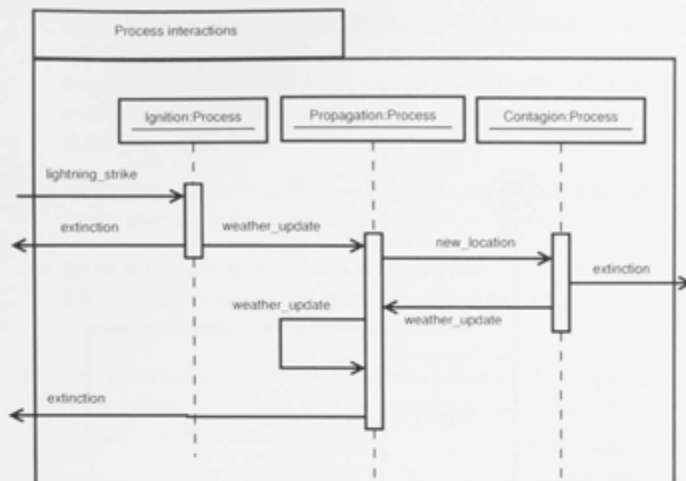 Process interactions
Ignition:Process
Propagation:Process
Contagion:Process
lightning_strike
extinction
weather_update
new_location
extinction
weather_update
weather_update
extinction